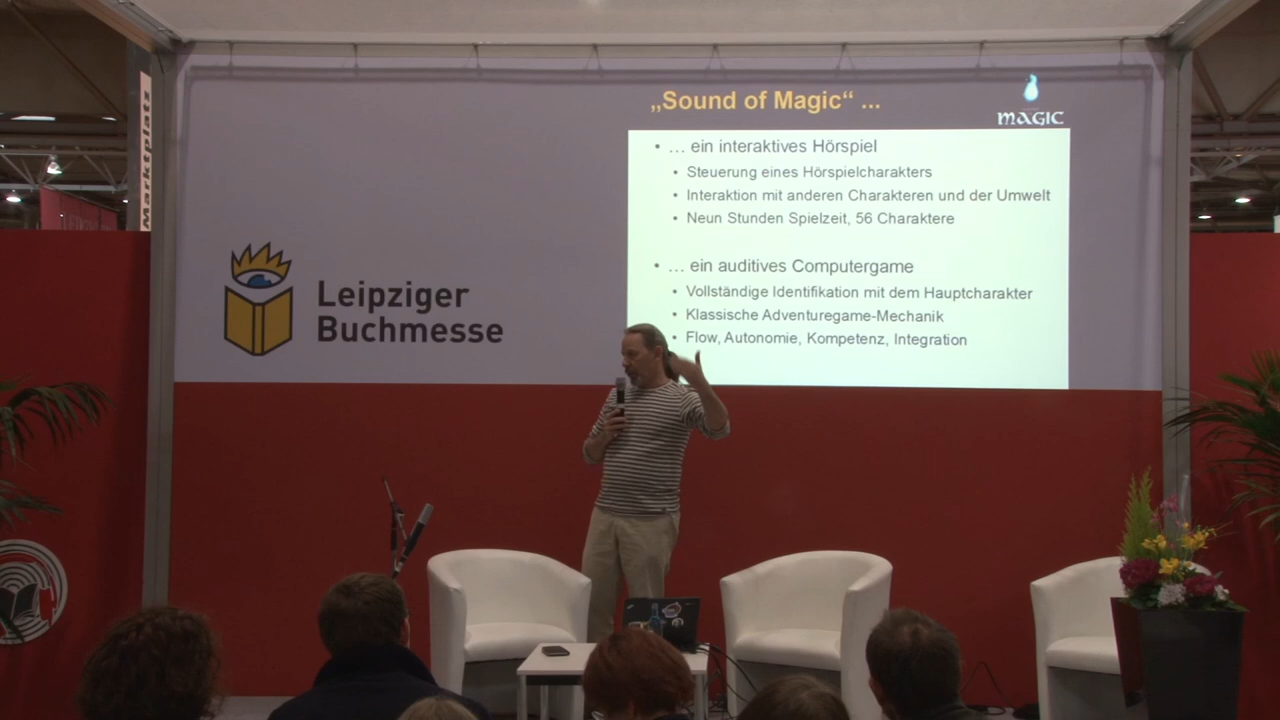 Marktplatz
„Sound of Magic“ ...
MAGIC
• … ein interaktives Hörspiel
• Steuerung eines Hörspielcharakters
• Interaktion mit anderen Charakteren und der Umwelt
• Neun Stunden Spielzeit, 56 Charaktere
• … ein auditives Computergame
• Vollständige Identifikation mit dem Hauptcharakter
• Klassische Adventuregame-Mechanik
• Flow, Autonomie, Kompetenz, Integration
Leipziger
Buchmesse